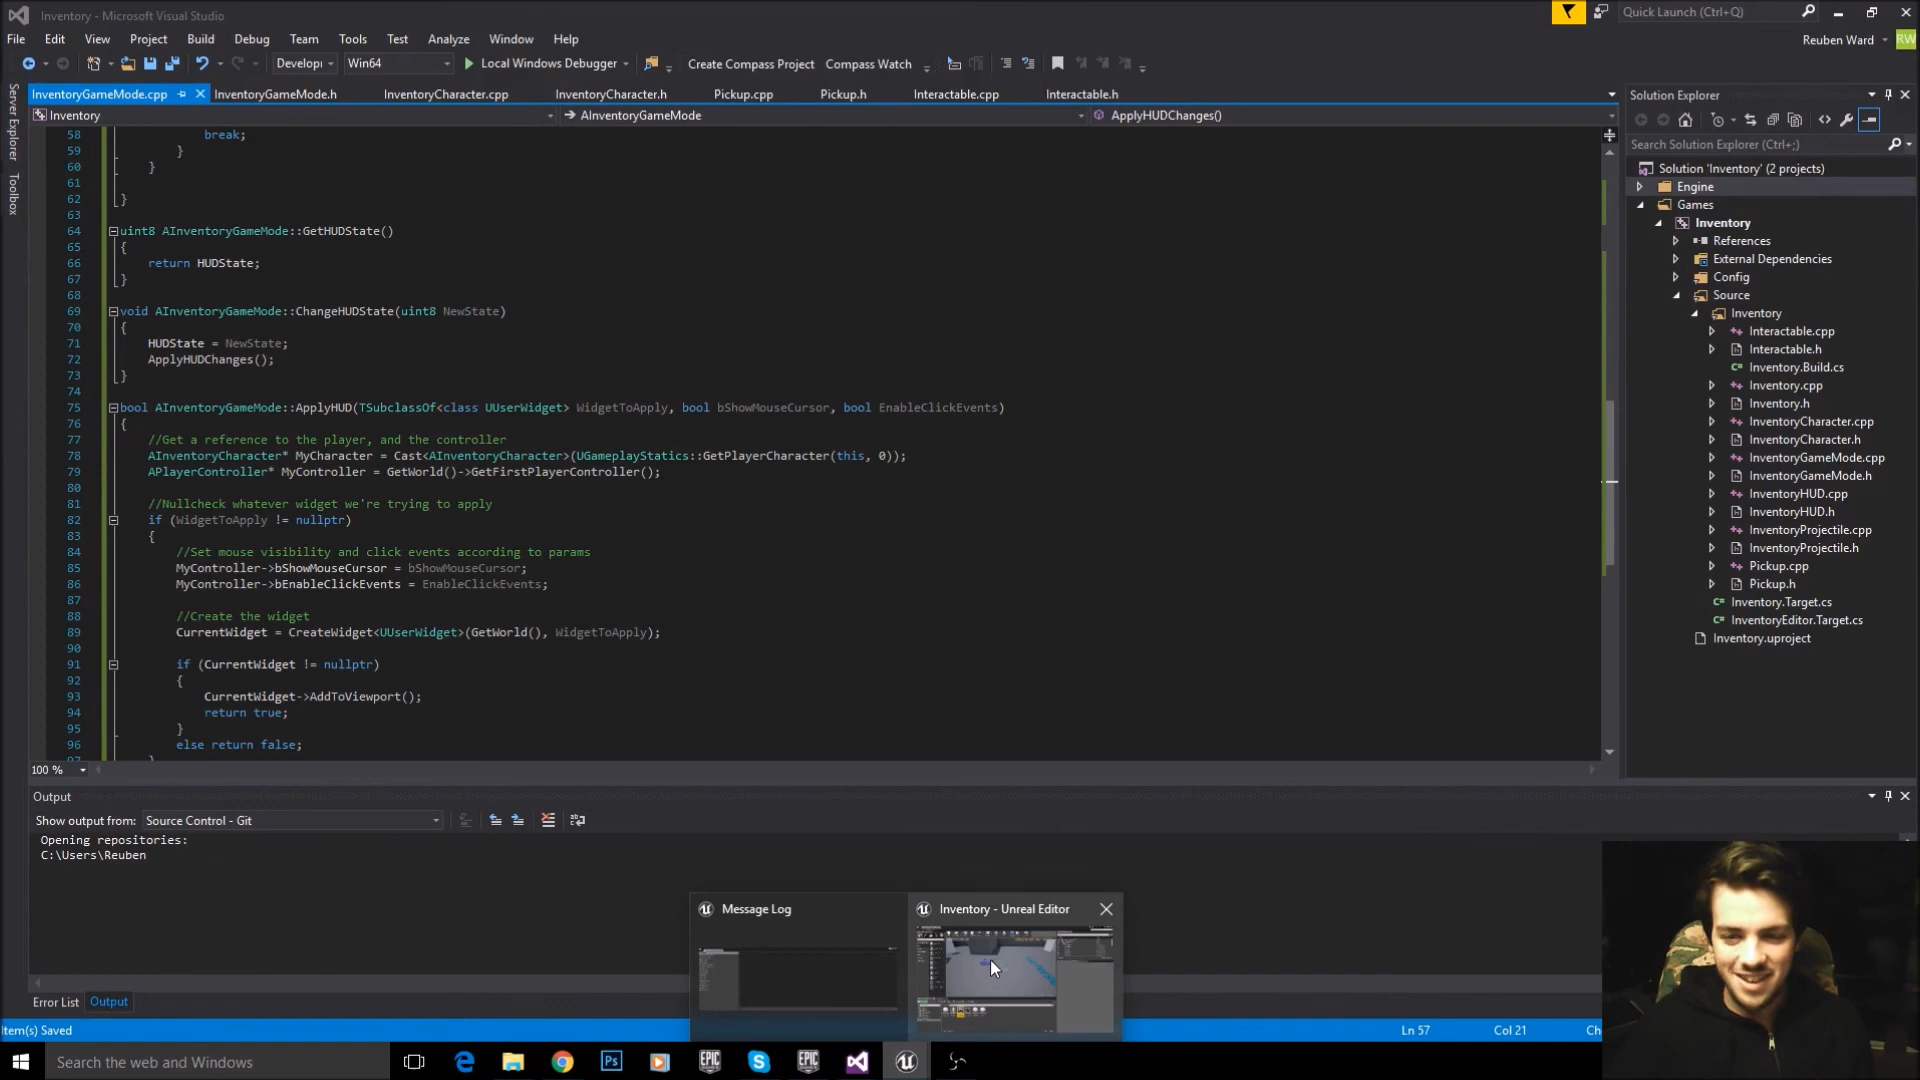 Inventory - Microsoft Visual Studio
Quick Launch (Ctrl+Q)
File Edit View Project Build Debug Team Tools Test Analyze Window Help
Reuben Ward RW
Develop Win64 Local Windows Debugger Create Compass Project Compass Watch
InventoryGameMode.cpp InventoryGameMode.h InventoryCharacter.cpp InventoryCharacter.h Pickup.cpp Pickup.h Interactable.cpp Interactable.h
Inventory AInventoryGameMode ApplyHUDChanges()
Server Explorer
Toolbox
58 break;
59 }
60 }
61
62 }
63
64 uint8 AInventoryGameMode::GetHUDState()
65 {
66 return HUDState;
67 }
68
69 void AInventoryGameMode::ChangeHUDState(uint8 NewState)
70 {
71 HUDState = NewState;
72 ApplyHUDChanges();
73 }
74
75 bool AInventoryGameMode::ApplyHUD(TSubclassOf<class UUserWidget> WidgetToApply, bool bShowMouseCursor, bool EnableClickEvents)
76 {
77 //Get a reference to the player, and the controller
78 AInventoryCharacter* MyCharacter = Cast<AInventoryCharacter>(UGameplayStatics::GetPlayerCharacter(this, 0));
79 APlayerController* MyController = GetWorld()->GetFirstPlayerController();
80
81 //Nullcheck whatever widget we're trying to apply
82 if (WidgetToApply != nullptr)
83 {
84 //Set mouse visibility and click events according to params
85 MyController->bShowMouseCursor = bShowMouseCursor;
86 MyController->bEnableClickEvents = EnableClickEvents;
87
88 //Create the widget
89 CurrentWidget = CreateWidget<UUserWidget>(GetWorld(), WidgetToApply);
90
91 if (CurrentWidget != nullptr)
92 {
93 CurrentWidget->AddToViewport();
94 return true;
95 }
96 else return false;
97 }
100 %
Solution Explorer
Search Solution Explorer (Ctrl+;)
Solution 'Inventory' (2 projects)
Engine
Games
Inventory
References
External Dependencies
Config
Source
Inventory
Interactable.cpp
Interactable.h
Inventory.Build.cs
Inventory.cpp
Inventory.h
InventoryCharacter.cpp
InventoryCharacter.h
InventoryGameMode.cpp
InventoryGameMode.h
InventoryHUD.cpp
InventoryHUD.h
InventoryProjectile.cpp
InventoryProjectile.h
Pickup.cpp
Pickup.h
Inventory.Target.cs
InventoryEditor.Target.cs
Inventory.uproject
Output
Show output from: Source Control - Git
Opening repositories:
C:\Users\Reuben
Message Log
Inventory - Unreal Editor
Error List Output
Item(s) Saved Ln 57 Col 21 Ch
Search the web and Windows
Ps
EPIC GAMES
EPIC GAMES